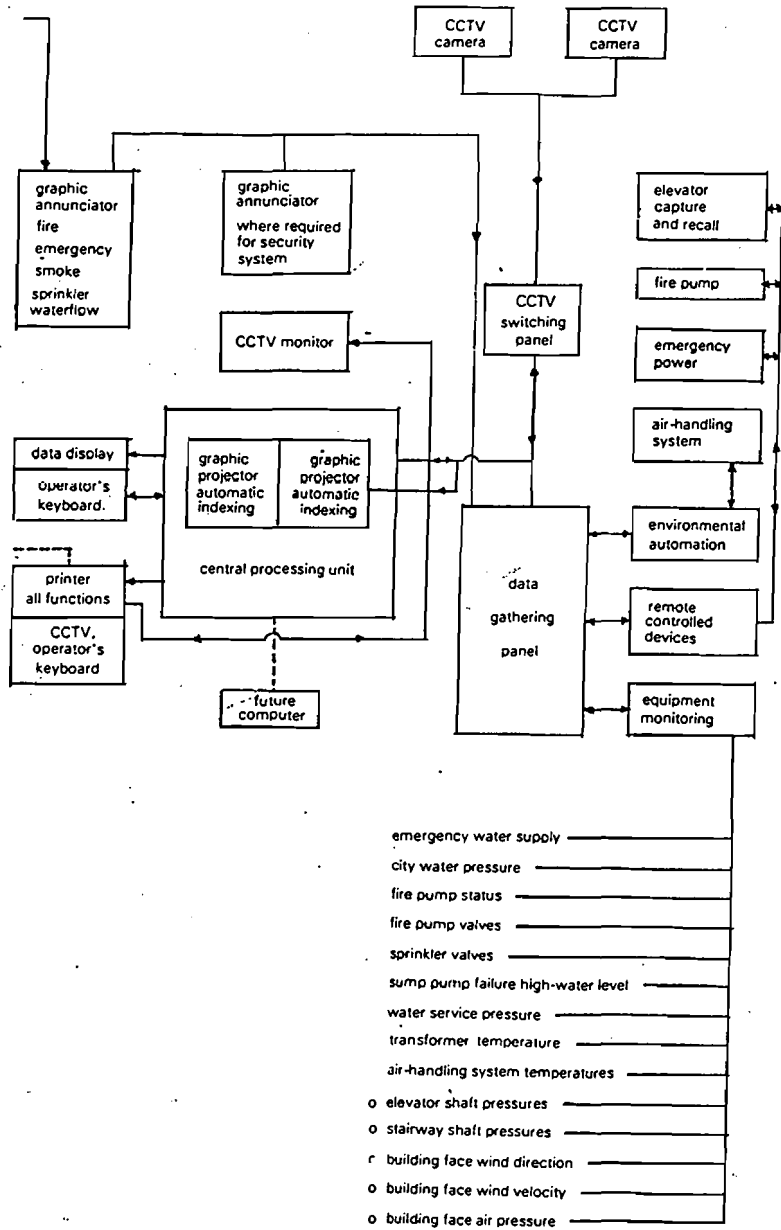 CCTV
camera
CCTV
camera
graphic
annunciator
fire
emergency
smoke
sprinkler
waterflow
graphic
annunciator
where required
for security
system
elevator
capture
and recall
fire pump
CCTV
switching
panel
emergency
power
CCTV monitor
air-handling
system
data display
operator's
keyboard.
graphic
projector
automatic
indexing
graphic
projector
automatic
indexing
central processing unit
environmental
automation
printer
all functions
CCTV,
operator's
keyboard
data
gathering
panel
remote
controlled
devices
future
computer
equipment
monitoring
emergency water supply
city water pressure
fire pump status
fire pump valves
sprinkler valves
sump pump failure high-water level
water service pressure
transformer temperature
air-handling system temperatures
o elevator shaft pressures
o stairway shaft pressures
r building face wind direction
o building face wind velocity
o building face air pressure